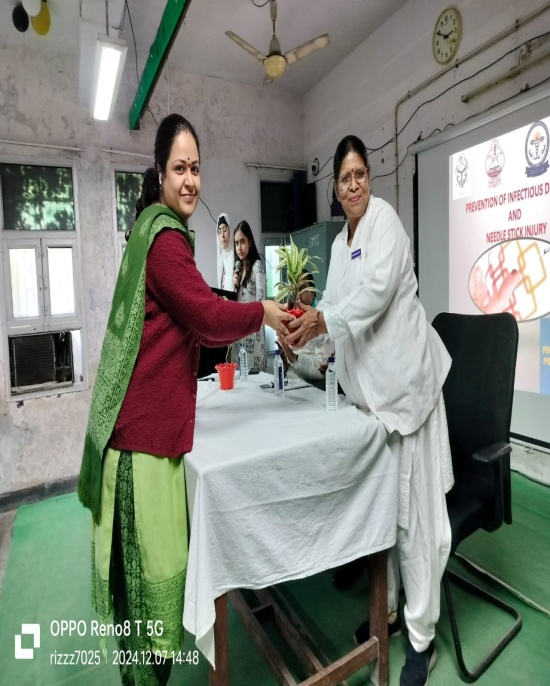 PREVENTION OF INFECTIOUS D
AND
NEEDLE STICK INJURY
OPPO Reno8 T 5G
rizzz7025 2024.12.07 14:48